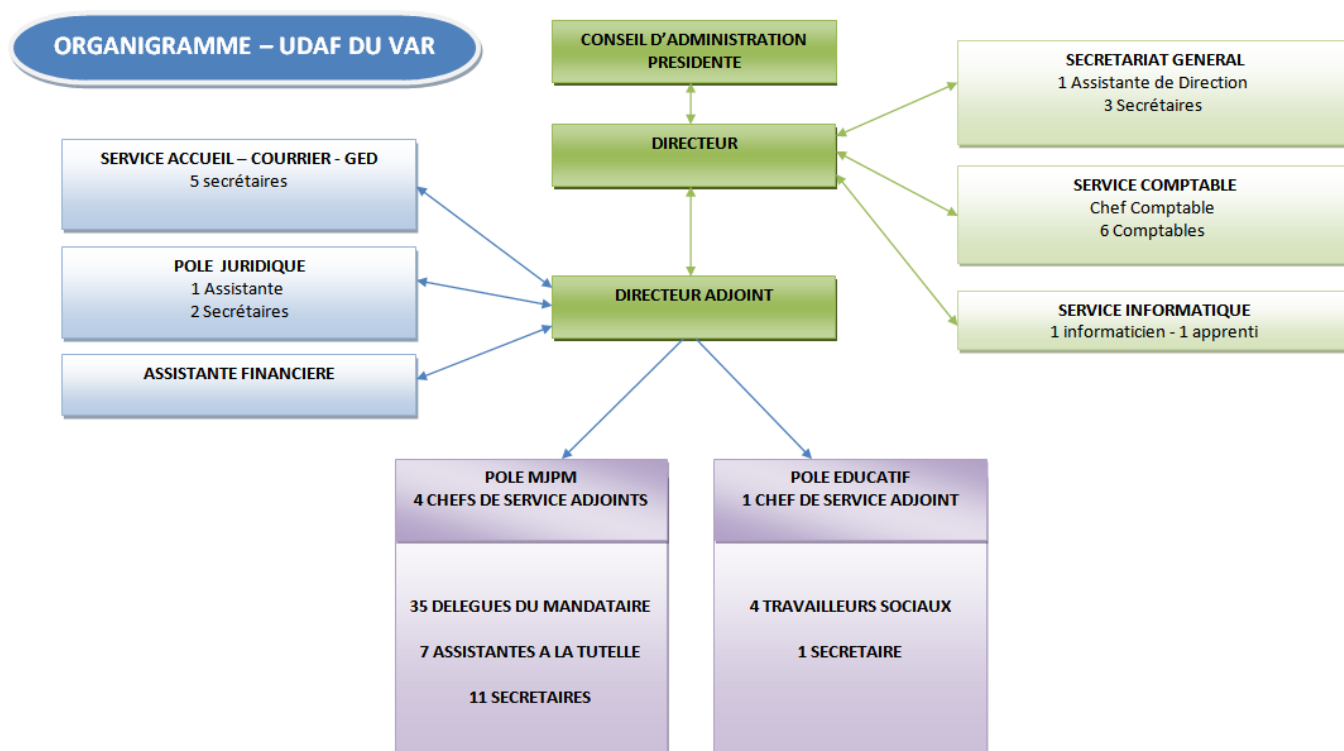 ORGANIGRAMME – UDAF DU VAR
CONSEIL D'ADMINISTRATION
PRESIDENTE
SECRETARIAT GENERAL
1 Assistante de Direction
3 Secrétaires
DIRECTEUR
SERVICE ACCUEIL – COURRIER - GED
5 secrétaires
SERVICE COMPTABLE
Chef Comptable
6 Comptables
POLE JURIDIQUE
1 Assistante
2 Secrétaires
DIRECTEUR ADJOINT
SERVICE INFORMATIQUE
1 informaticien - 1 apprenti
ASSISTANTE FINANCIERE
POLE MJPM
4 CHEFS DE SERVICE ADJOINTS
35 DELEGUES DU MANDATAIRE
7 ASSISTANTES A LA TUTELLE
11 SECRETAIRES
POLE EDUCATIF
1 CHEF DE SERVICE ADJOINT
4 TRAVAILLEURS SOCIAUX
1 SECRETAIRE